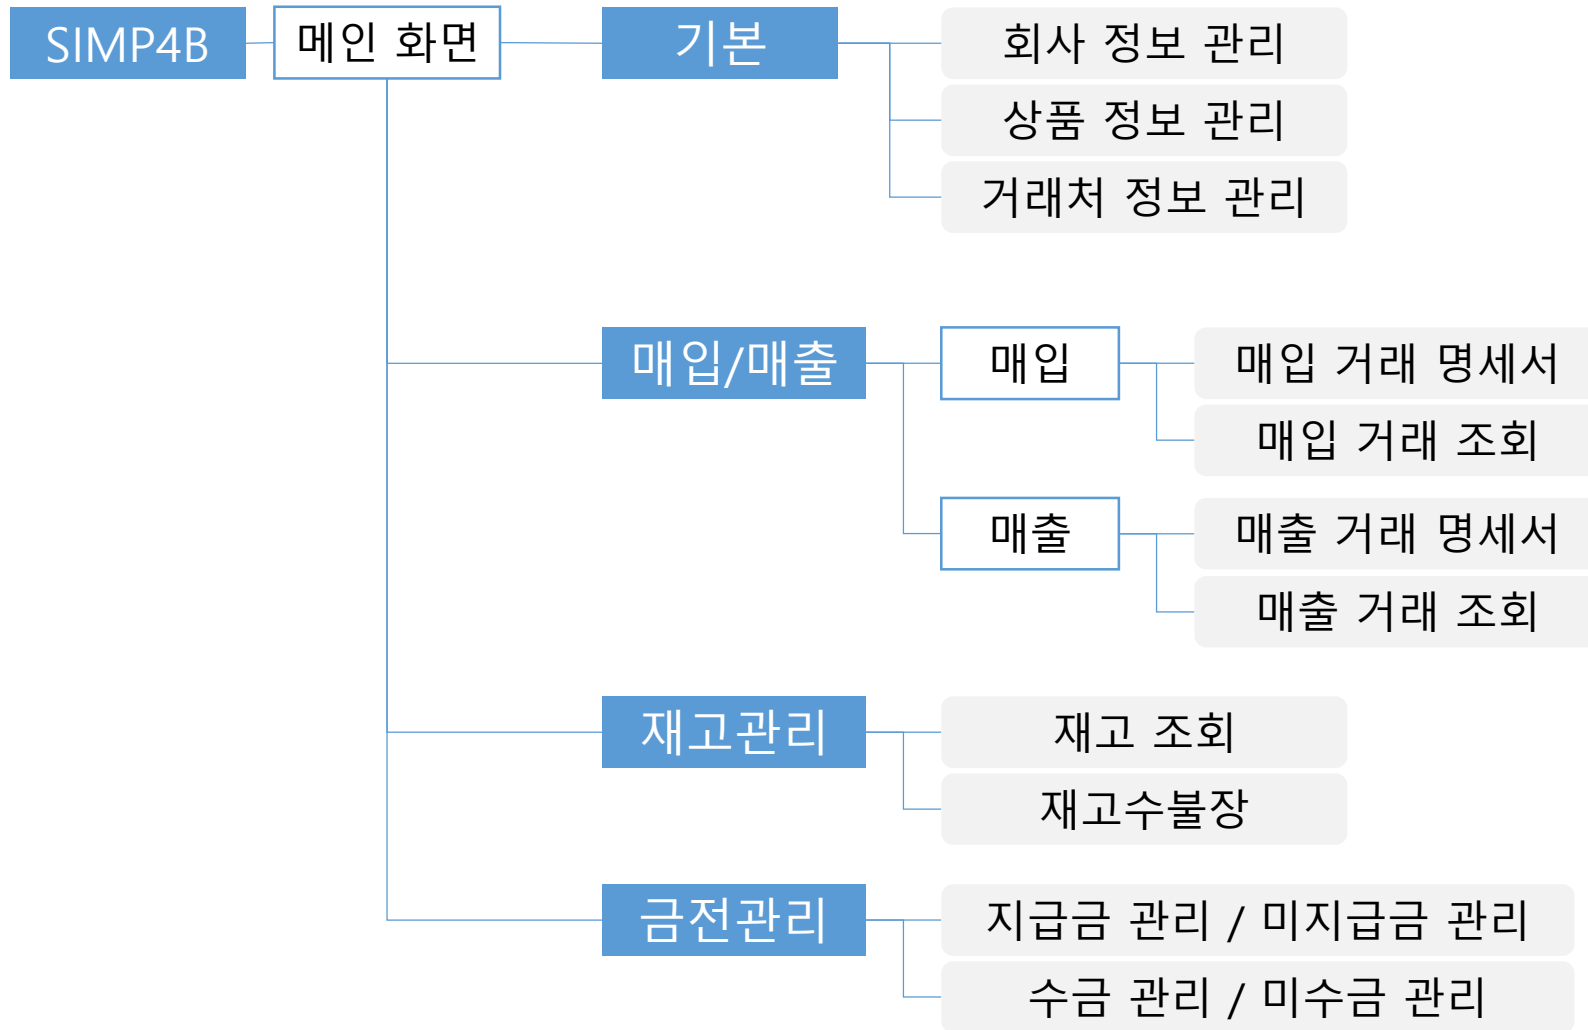 SIMP4B
메인 화면
기본
회사 정보 관리
상품 정보 관리
거래처 정보 관리
매입/매출
매입
매입 거래 명세서
매입 거래 조회
매출
매출 거래 명세서
매출 거래 조회
재고관리
재고 조회
재고수불장
금전관리
지급금 관리 / 미지급금 관리
수금 관리 / 미수금 관리